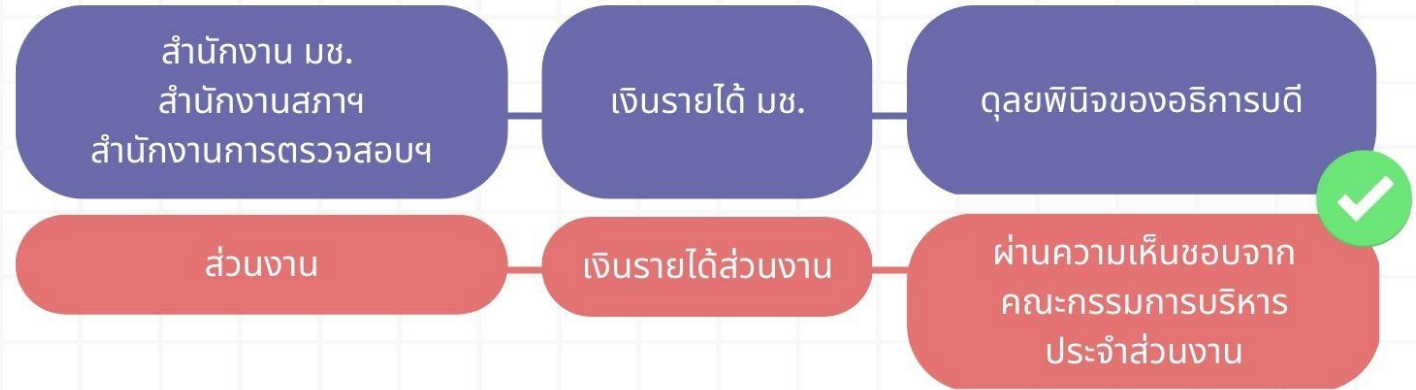 สำนักงาน มช.
สำนักงานสภาฯ
สำนักงานการตรวจสอบฯ
เงินรายได้ มช.
ดุลยพินิจของอธิการบดี
ส่วนงาน
เงินรายได้ส่วนงาน
ผ่านความเห็นชอบจาก
คณะกรรมการบริหาร
ประจำส่วนงาน